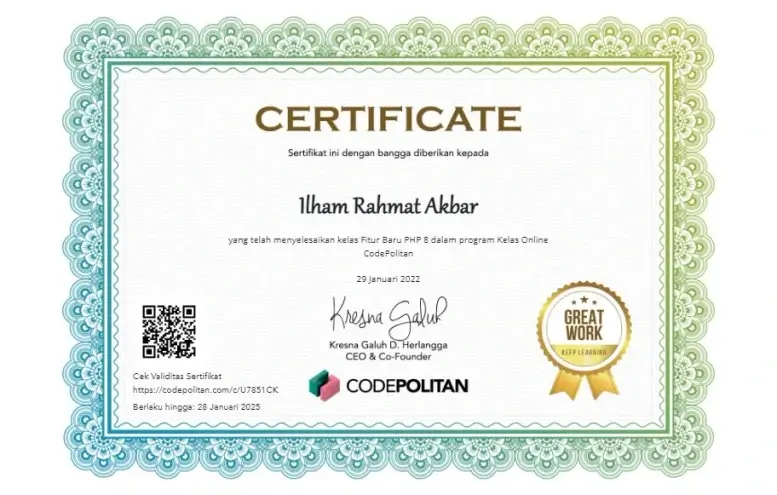 CERTIFICATE
Sertifikat ini dengan bangga diberikan kepada
Ilham Rahmat Akbar
yang telah menyelesaikan kelas Fitur Baru PHP 8 dalam program Kelas Online
CodePolitan
29 Januari 2022
Kresna Galuh
Kresna Galuh D. Herlangga
CEO & Co-Founder
CODEPOLITAN
GREAT
WORK
KEEP LEARNING
Cek Validitas Sertifikat
https://codepolitan.com/c/U7851CK
Berlaku hingga: 28 Januari 2025